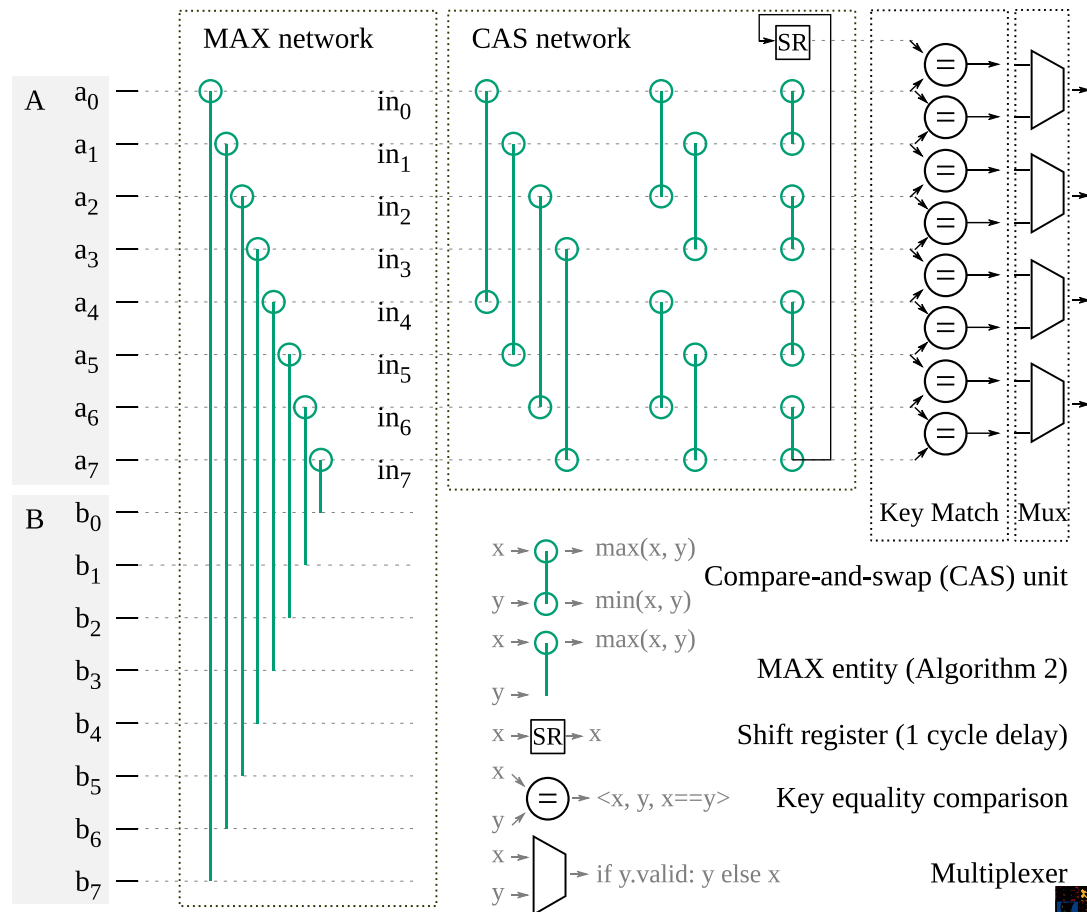 MAX network
CAS network
SR
A
a0
in0
a1
in1
a2
in2
a3
in3
a4
in4
a5
in5
a6
in6
a7
in7
=
=
=
=
=
=
=
=
Key Match
Mux
B
b0
b1
b2
b3
b4
b5
b6
b7
x
max(x, y)
y
min(x, y)
Compare-and-swap (CAS) unit
x
max(x, y)
y
MAX entity (Algorithm 2)
x
SR
x
Shift register (1 cycle delay)
x
y
=
<x, y, x==y>
Key equality comparison
x
y
if y.valid: y else x
Multiplexer